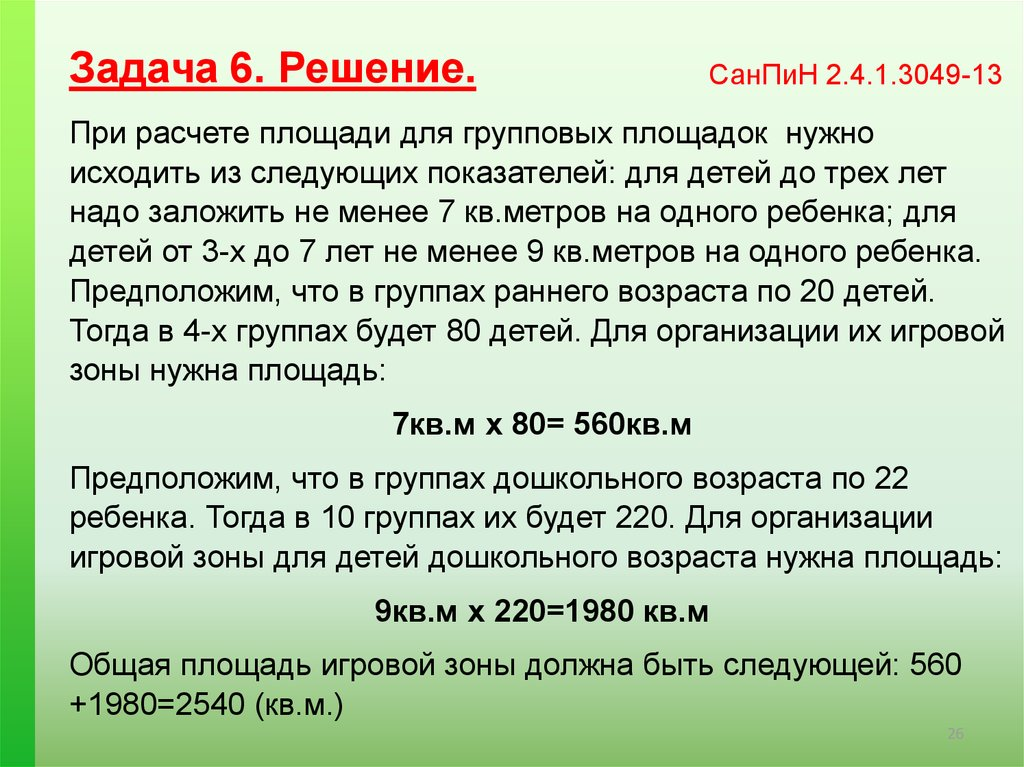 Задача 6. Решение.
СанПиН 2.4.1.3049-13
При расчете площади для групповых площадок нужно
исходить из следующих показателей: для детей до трех лет
надо заложить не менее 7 кв.метров на одного ребенка; для
детей от 3-х до 7 лет не менее 9 кв.метров на одного ребенка.
Предположим, что в группах раннего возраста по 20 детей.
Тогда в 4-х группах будет 80 детей. Для организации их игровой
зоны нужна площадь:
7кв.м х 80= 560кв.м
Предположим, что в группах дошкольного возраста по 22
ребенка. Тогда в 10 группах их будет 220. Для организации
игровой зоны для детей дошкольного возраста нужна площадь:
9кв.м х 220=1980 кв.м
Общая площадь игровой зоны должна быть следующей: 560
+1980=2540 (кв.м.)
26